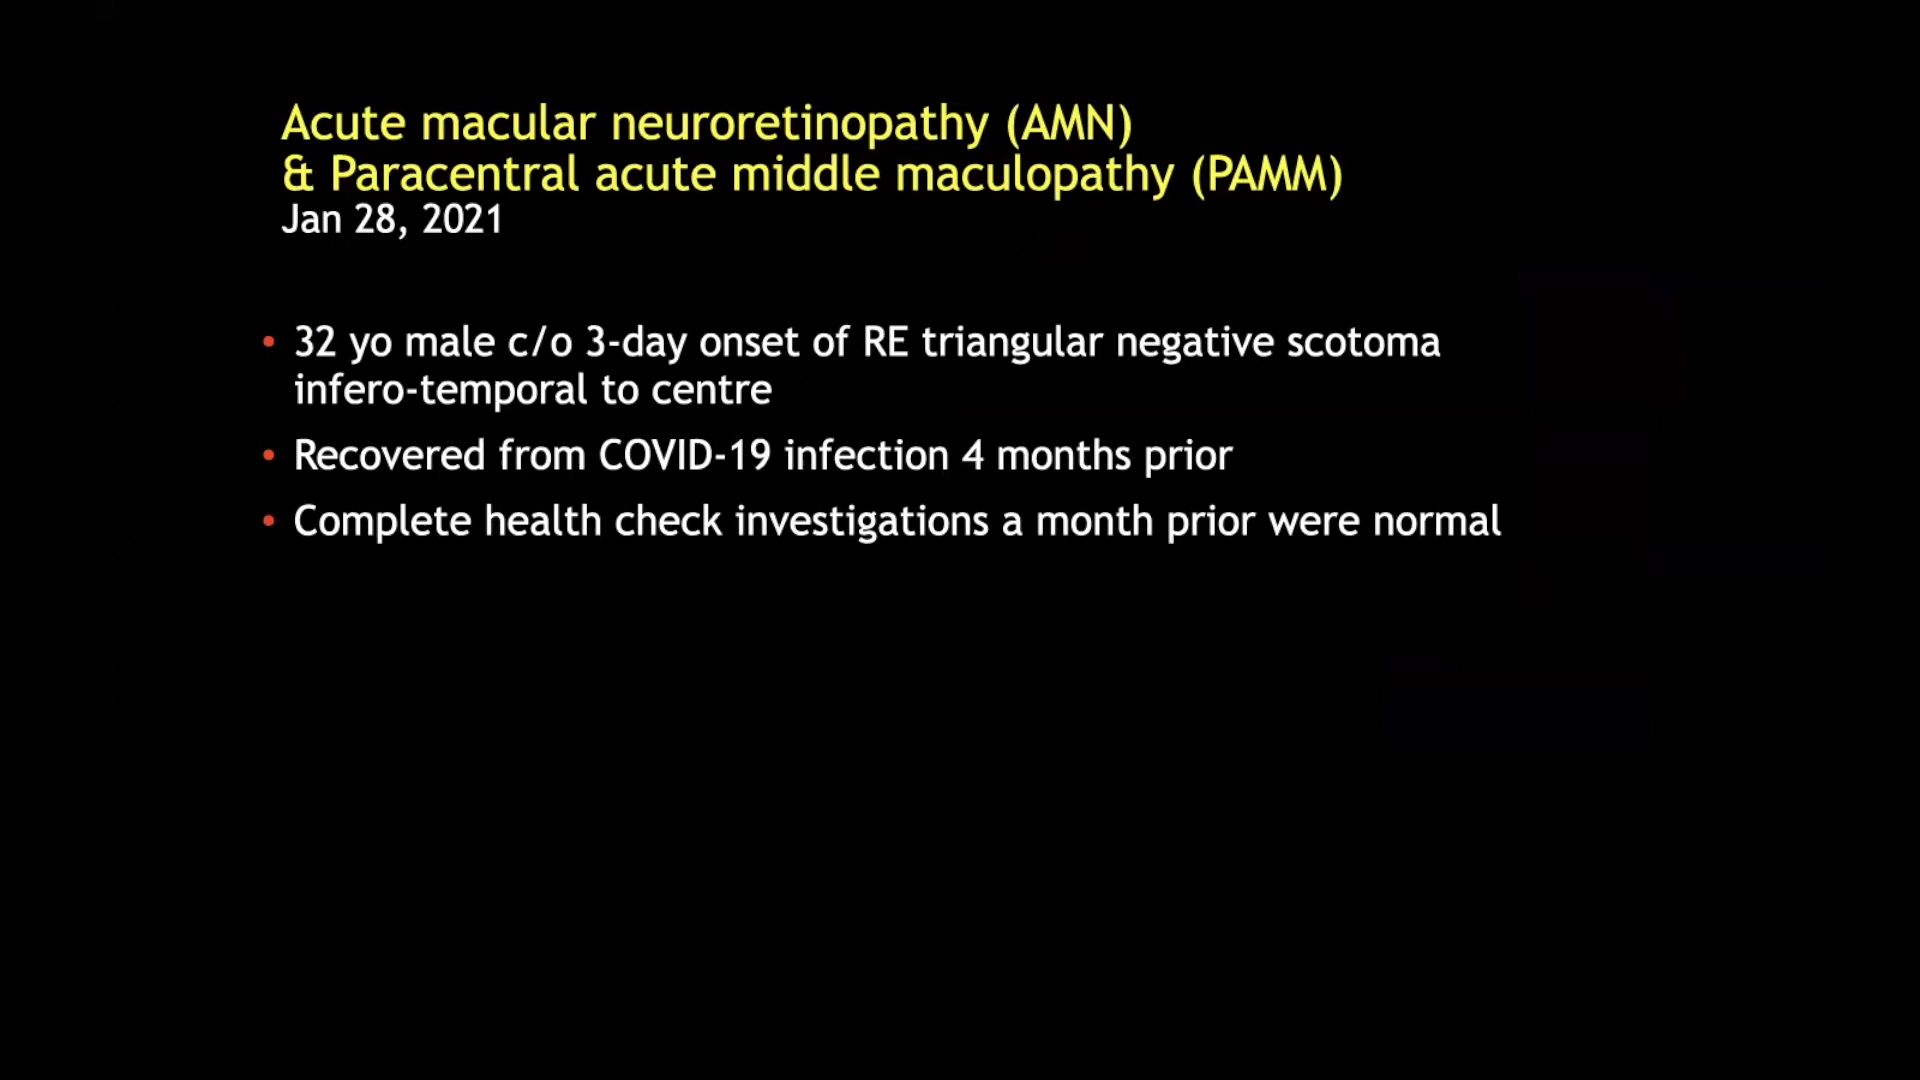 Acute macular neuroretinopathy (AMN)
& Paracentral acute middle maculopathy (PAMM)
Jan 28, 2021
• 32 yo male c/o 3-day onset of RE triangular negative scotoma
infero-temporal to centre
• Recovered from COVID-19 infection 4 months prior
• Complete health check investigations a month prior were normal